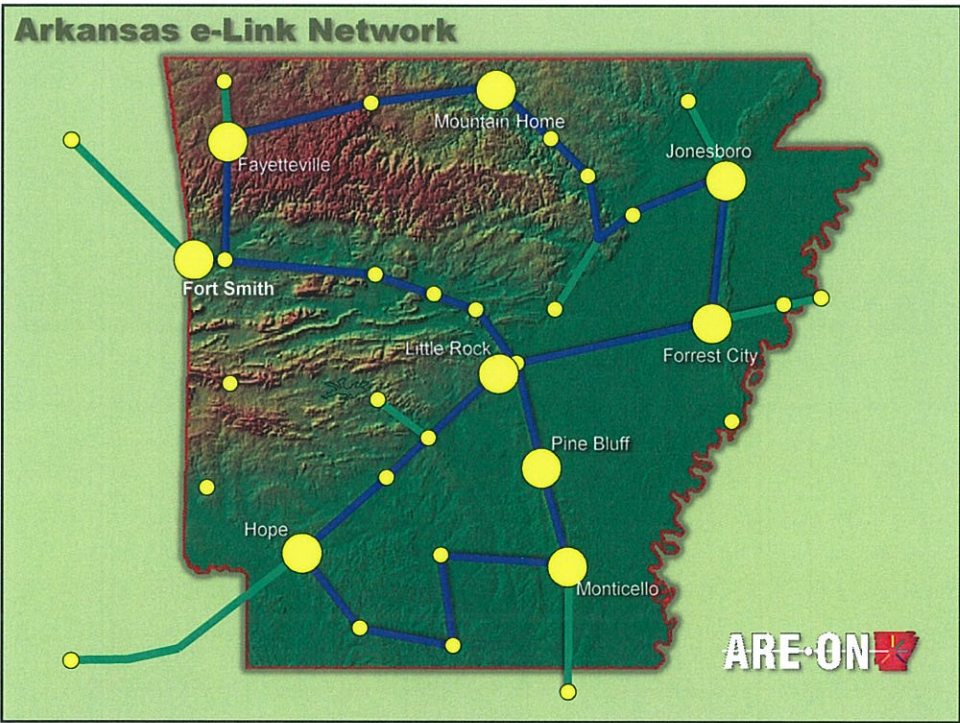 Arkansas e-Link Network
Mountain Home
Jonesboro
Fayetteville
Fort Smith
Little Rock
Forrest City
Pine Bluff
Hope
Monticello
ARE-ON